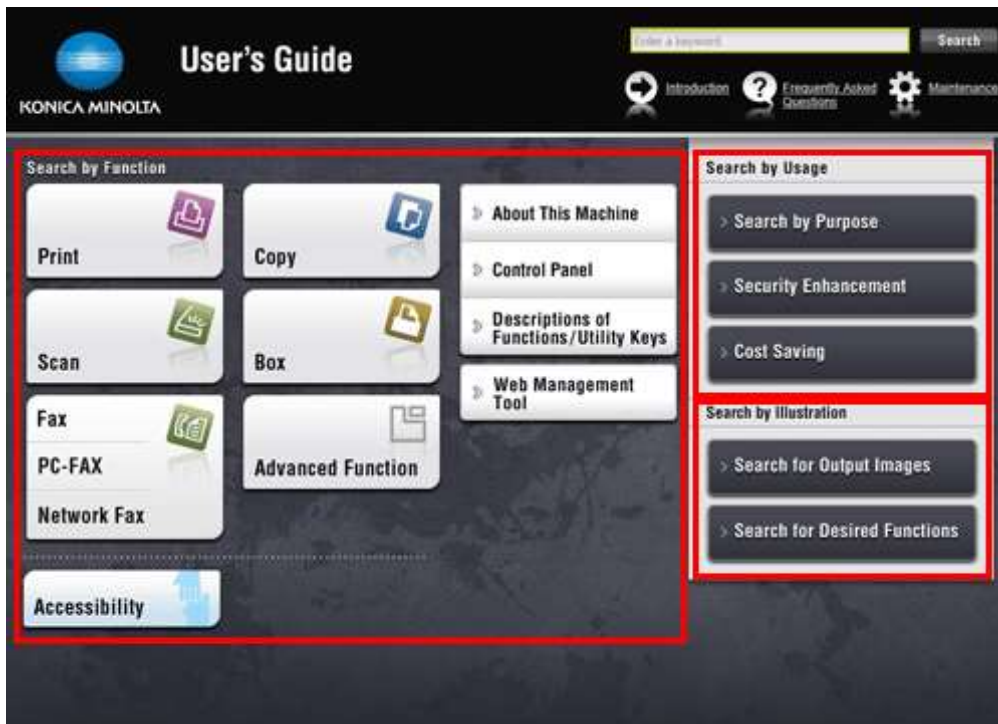 User's Guide
KONICA MINOLTA
Enter a keyword
Search
Introduction
Frequently Asked
Questions
Maintenance
Search by Function
Print
Copy
Scan
Box
Fax
PC-FAX
Network Fax
Advanced Function
Accessibility
About This Machine
Control Panel
Descriptions of
Functions/Utility Keys
Web Management
Tool
Search by Usage
Search by Purpose
Security Enhancement
Cost Saving
Search by Illustration
Search for Output Images
Search for Desired Functions